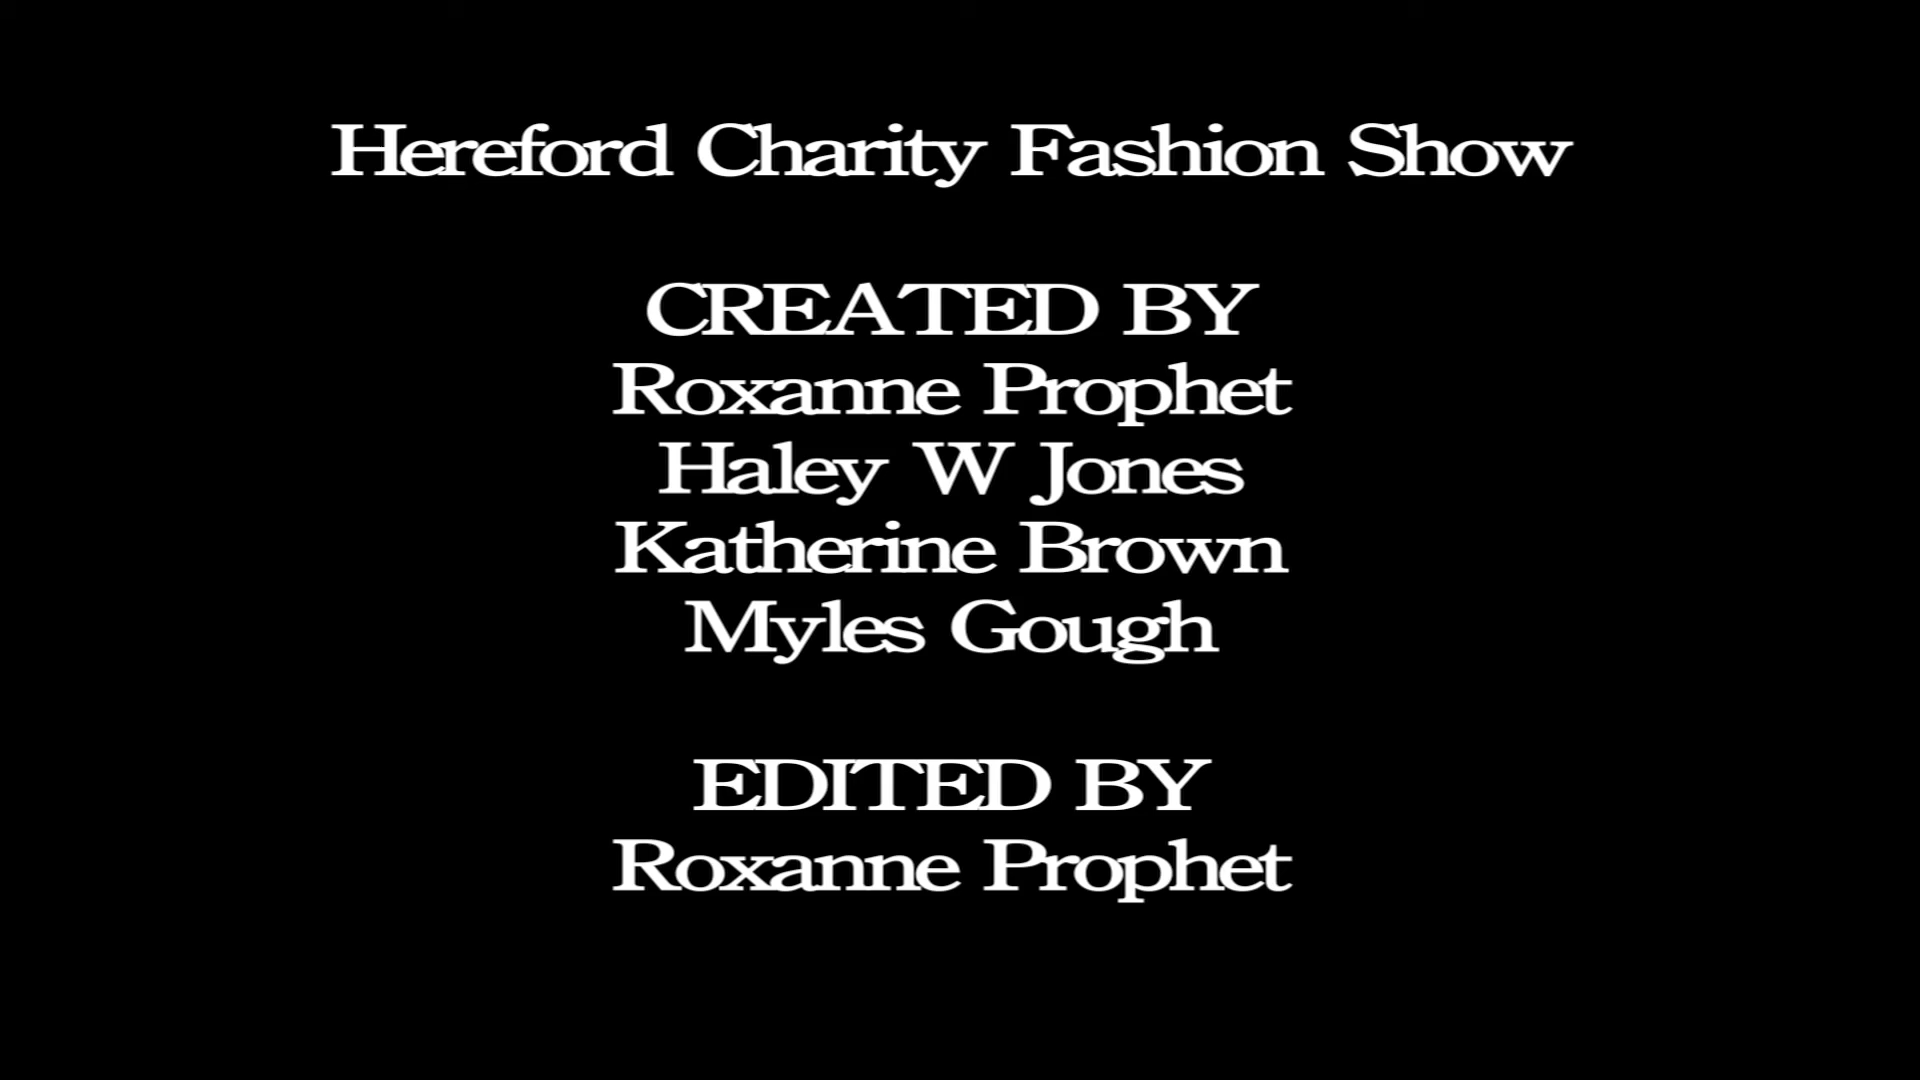 Hereford Charity Fashion Show
CREATED BY
Roxanne Prophet
Haley W Jones
Katherine Brown
Myles Gough
EDITED BY
Roxanne Prophet